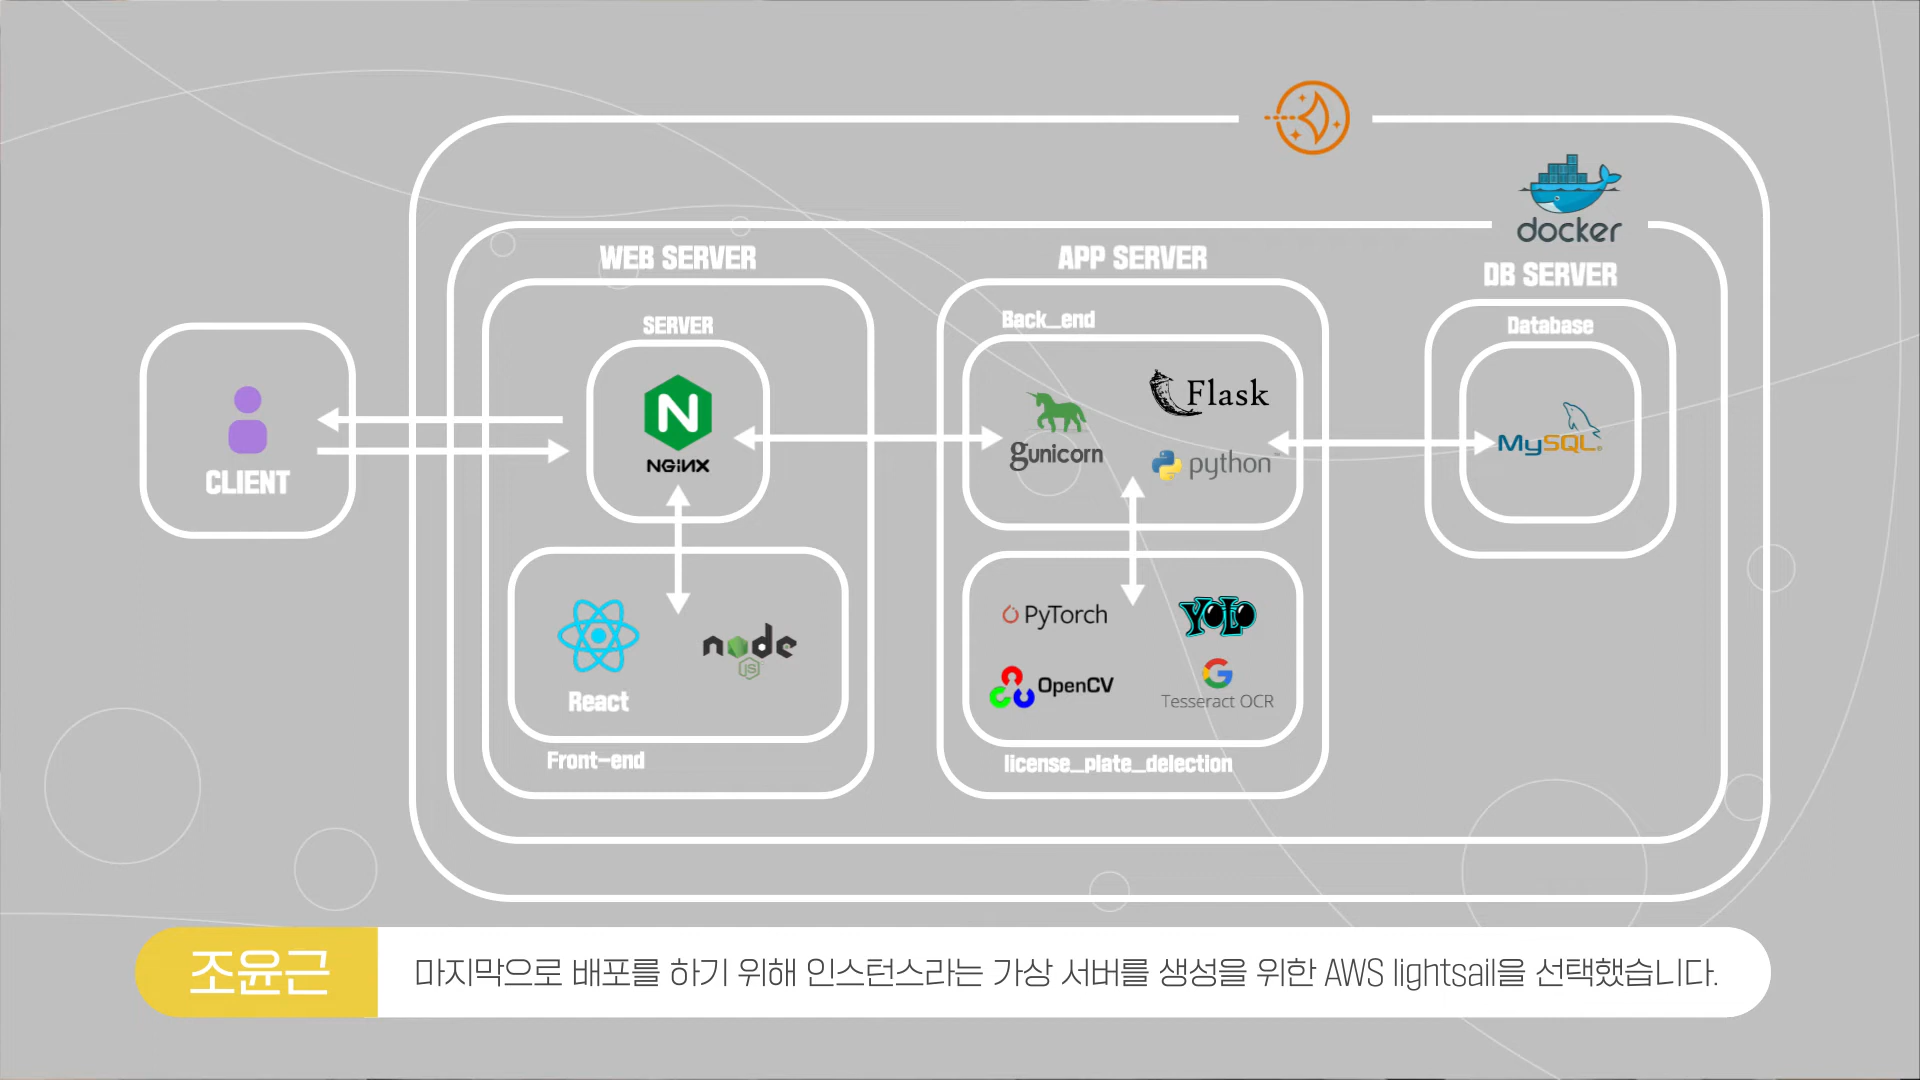 docker
WEB SERVER
APP SERVER
DB SERVER
SERVER
Back_end
Database
NGiNX
gunicorn
Flask
python
MySQL
CLIENT
React
node
JS
Front-end
PyTorch
YOLO
OpenCV
Tesseract OCR
license_plate_delection
조윤근
마지막으로 배포를 하기 위해 인스턴스라는 가상 서버를 생성을 위한 AWS lightsail을 선택했습니다.